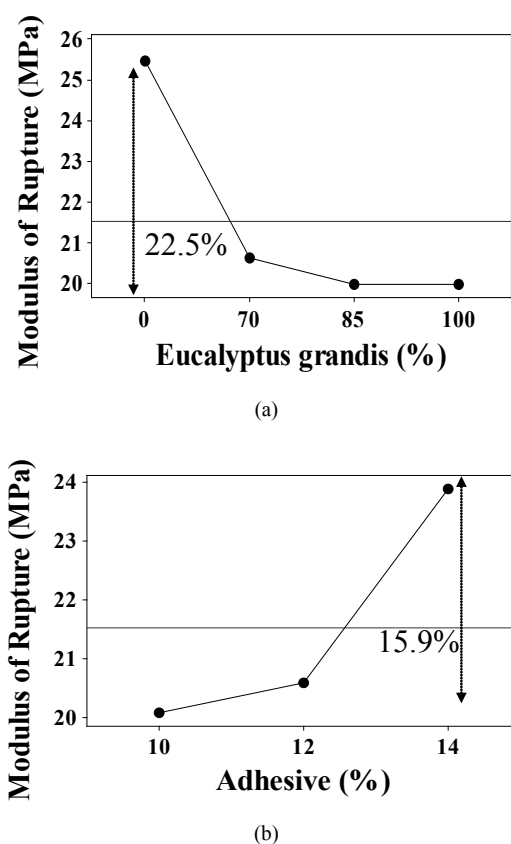 Modulus of Rupture (MPa)
26
25
24
23
22
21
20
22.5%
0 70 85 100
Eucalyptus grandis (%)
(a)
Modulus of Rupture (MPa)
24
23
22
21
20
15.9%
10 12 14
Adhesive (%)
(b)